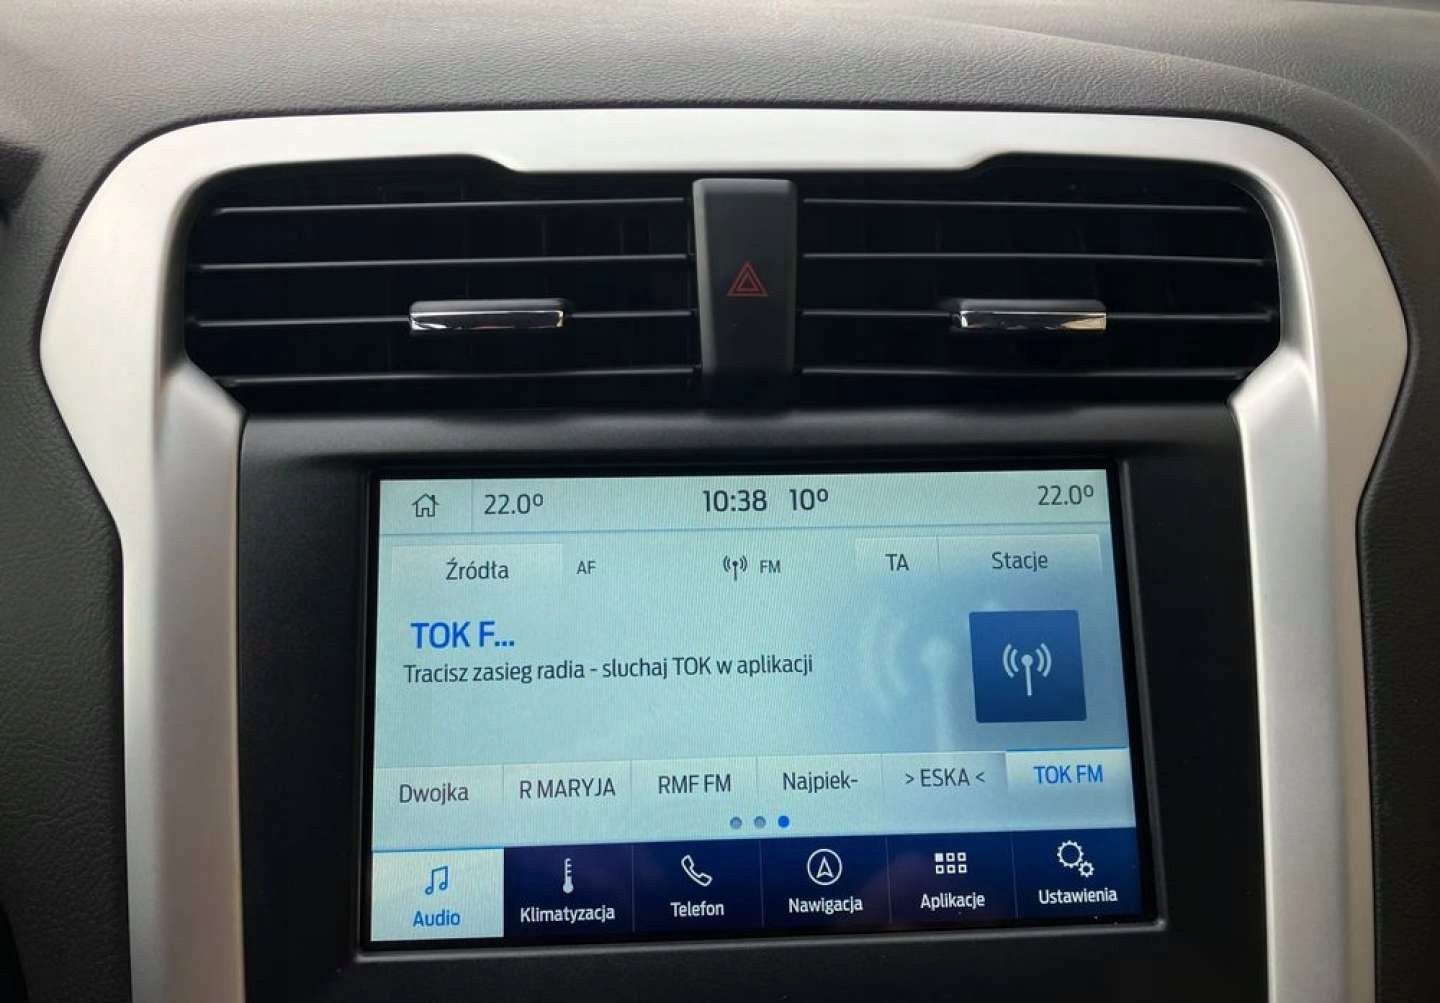 22.0º 10:38 10º 22.0º
Źródła AF FM TA Stacje
TOK F...
Tracisz zasieg radia - sluchaj TOK w aplikacji
Dwojka R MARYJA RMF FM Najpiek- > ESKA < TOK FM
Audio Klimatyzacja Telefon Nawigacja Aplikacje Ustawienia